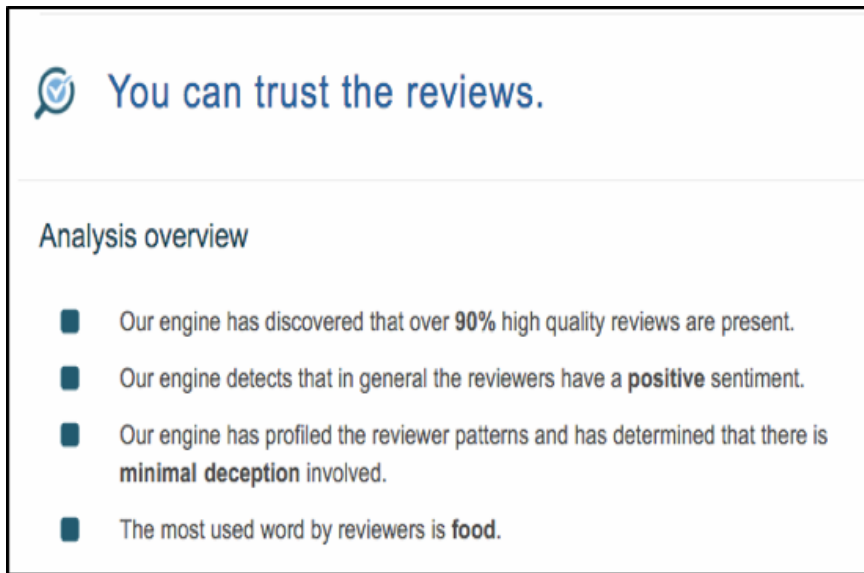 You can trust the reviews.
Analysis overview
Our engine has discovered that over 90% high quality reviews are present.
Our engine detects that in general the reviewers have a positive sentiment.
Our engine has profiled the reviewer patterns and has determined that there is
minimal deception involved.
The most used word by reviewers is food.